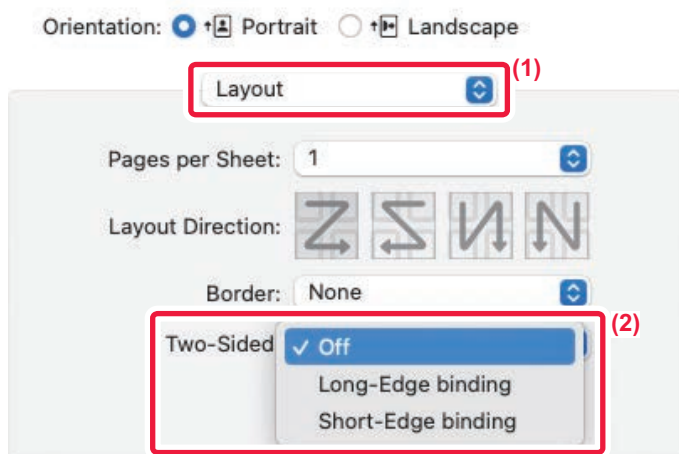 Orientation: Portrait Landscape
(1)
Layout
Pages per Sheet: 1
Layout Direction:
Border: None
(2)
Two-Sided ✓ Off
Long-Edge binding
Short-Edge binding